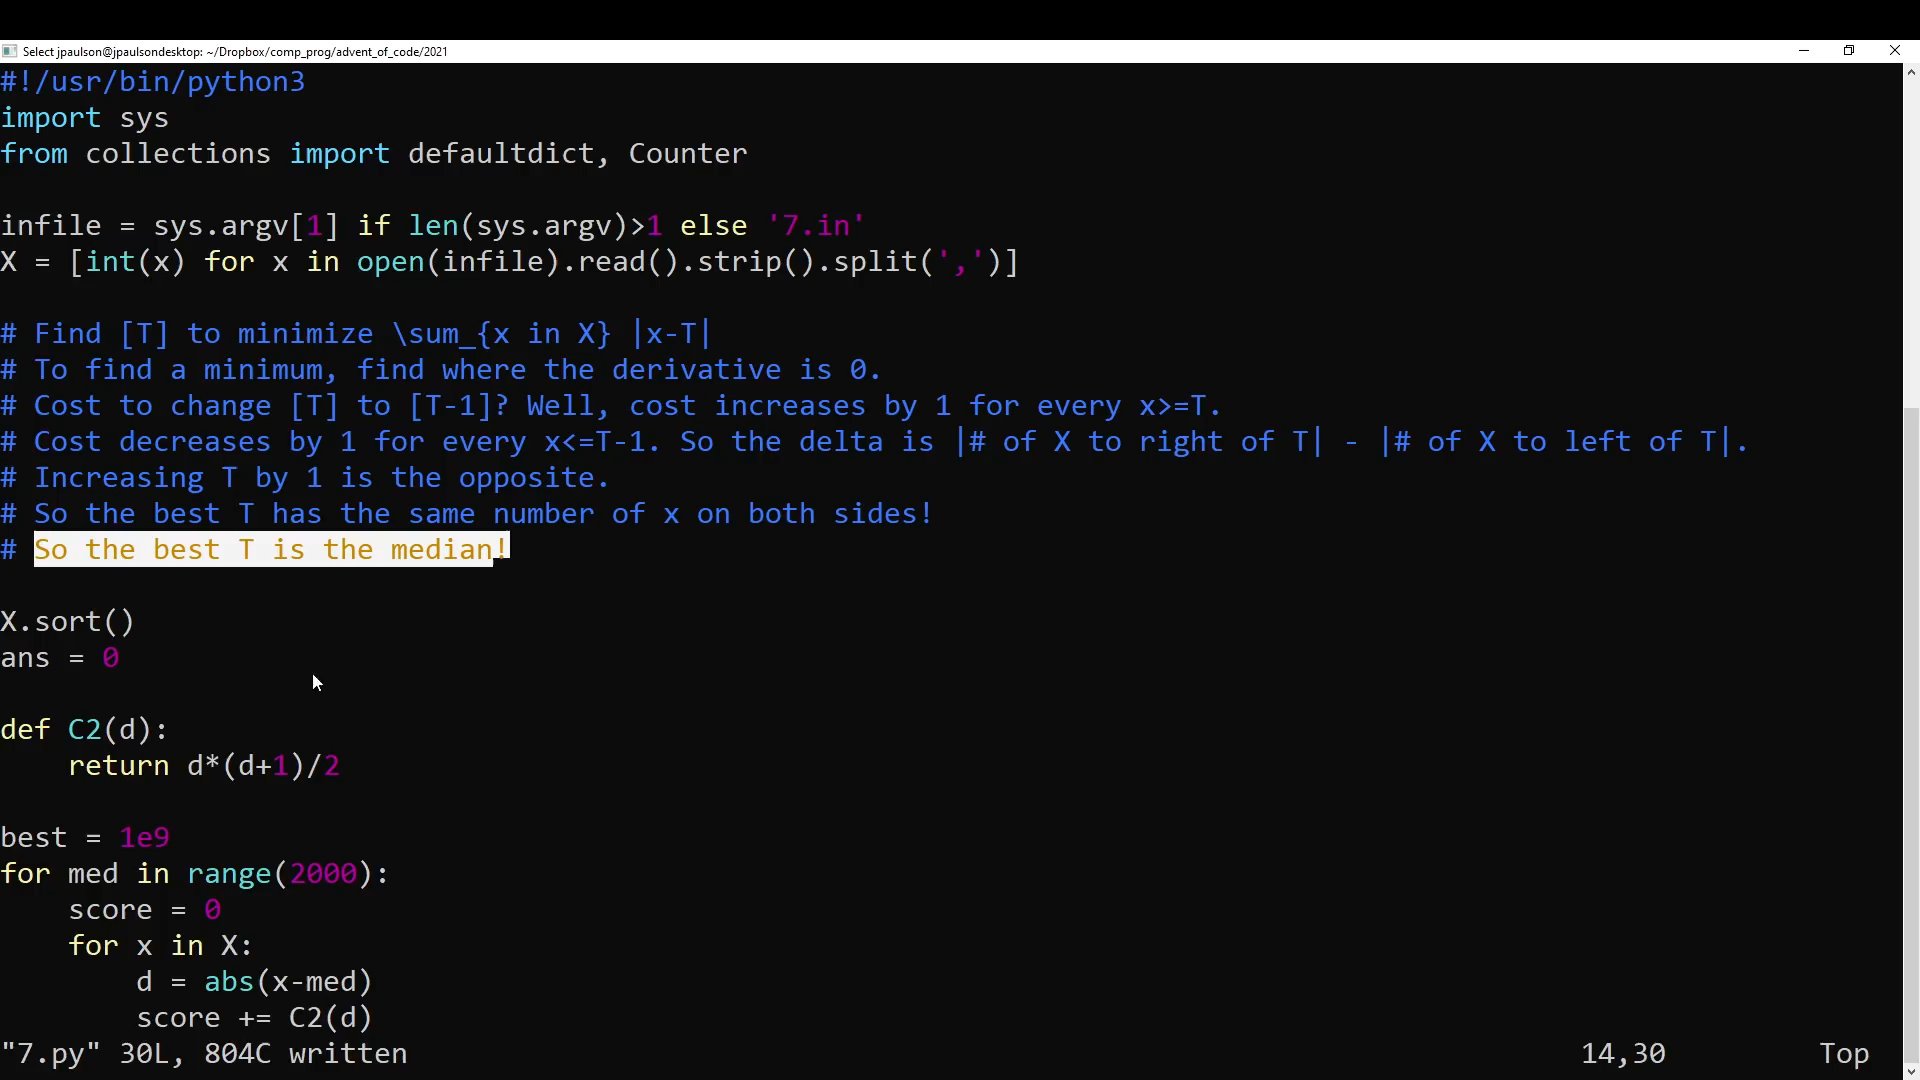 Select jpaulson@jpaulsondesktop: ~/Dropbox/comp_prog/advent_of_code/2021
#!/usr/bin/python3
import sys
from collections import defaultdict, Counter
infile = sys.argv[1] if len(sys.argv)>1 else '7.in'
X = [int(x) for x in open(infile).read().strip().split(',')]
# Find [T] to minimize \sum_{x in X} |x-T|
# To find a minimum, find where the derivative is 0.
# Cost to change [T] to [T-1]? Well, cost increases by 1 for every x>=T.
# Cost decreases by 1 for every x<=T-1. So the delta is |# of X to right of T| - |# of X to left of T|.
# Increasing T by 1 is the opposite.
# So the best T has the same number of x on both sides!
# So the best T is the median!
X.sort()
ans = 0
def C2(d):
    return d*(d+1)/2
best = 1e9
for med in range(2000):
    score = 0
    for x in X:
        d = abs(x-med)
        score += C2(d)
"7.py" 30L, 804C written 14,30 Top